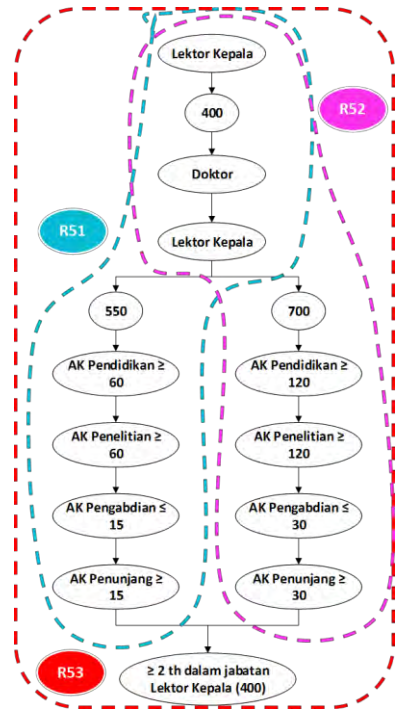 Lektor Kepala
R52
400
Doktor
R51
Lektor Kepala
550
700
AK Pendidikan ≥
60
AK Pendidikan ≥
120
AK Penelitian ≥
60
AK Penelitian ≥
120
AK Pengabdian ≤
15
AK Pengabdian ≤
30
AK Penunjang ≥
15
AK Penunjang ≥
30
R53
≥ 2 th dalam jabatan
Lektor Kepala (400)